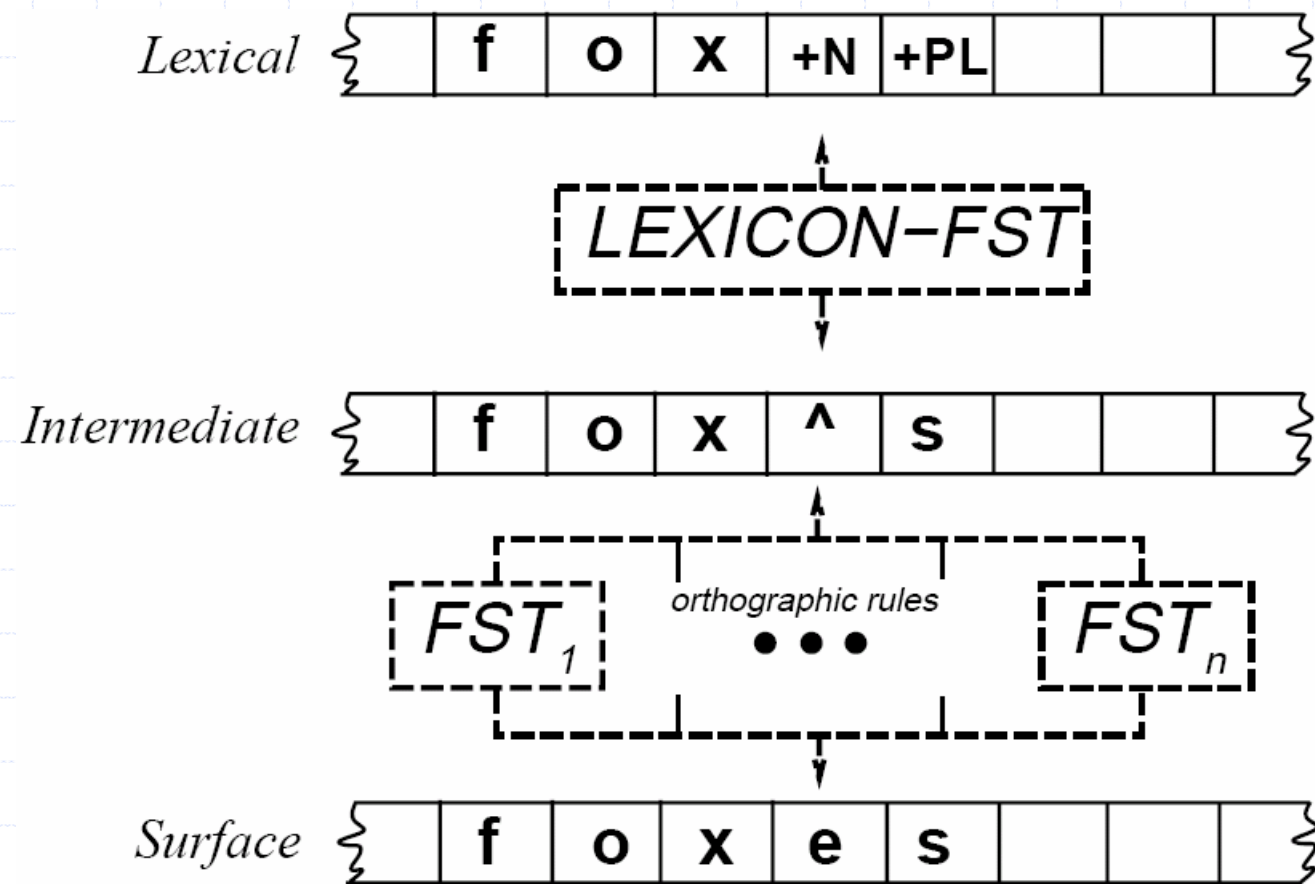 Lexical f o x +N +PL
LEXICON-FST
Intermediate f o x ^ s
orthographic rules
FST1 ••• FSTn
Surface f o x e s